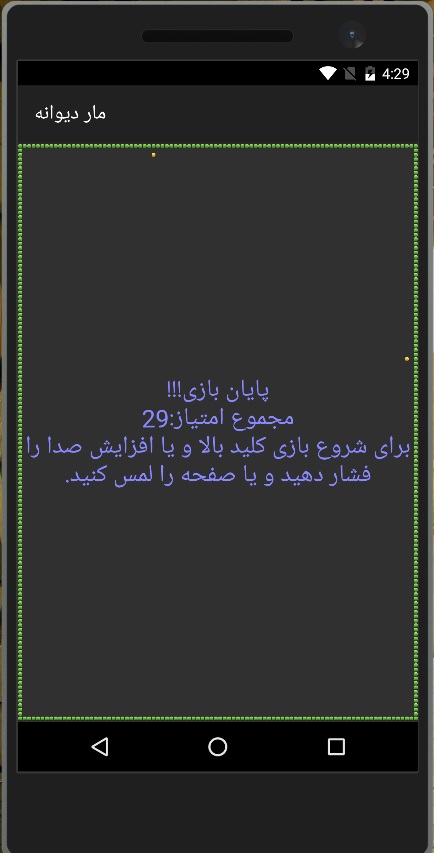 4:29
مار دیوانه
پایان بازی!!!
مجموع امتیاز:29
برای شروع بازی کلید بالا و یا افزایش صدا را
فشار دهید و یا صفحه را لمس کنید.